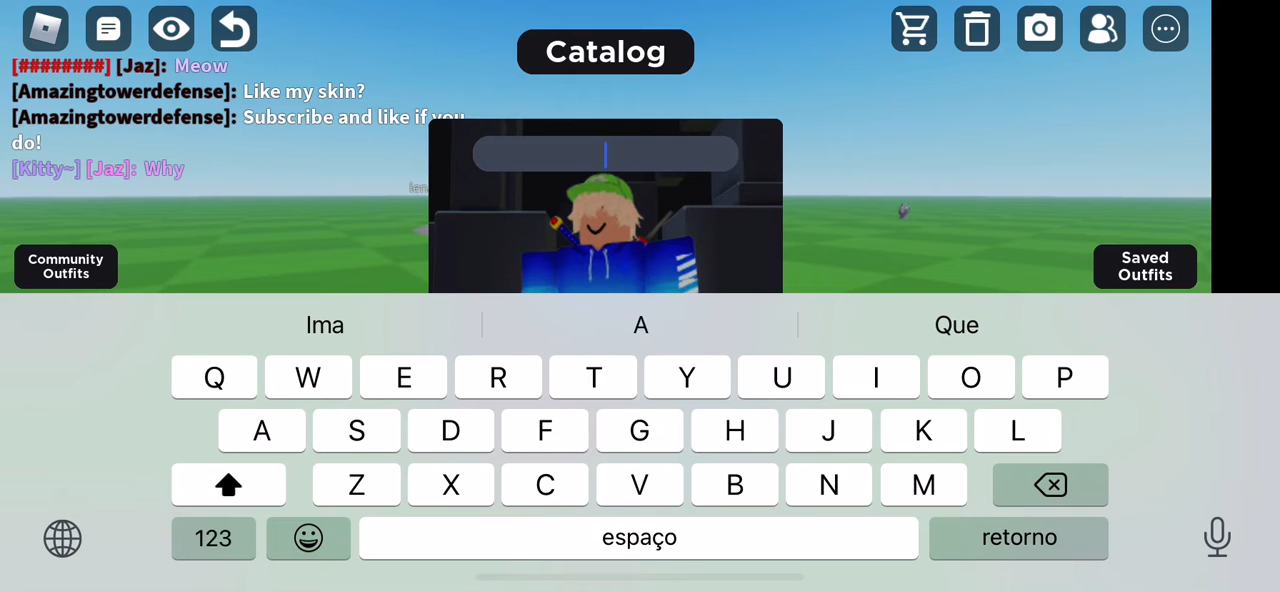 Catalog
[########] [Jaz]: Meow
[Amazingtowerdefense]: Like my skin?
[Amazingtowerdefense]: Subscribe and like if you
do!
[Kitty~] [Jaz]: Why
Community
Outfits
Saved
Outfits
Ima A Que
Q W E R T Y U I O P
A S D F G H J K L
Z X C V B N M
123 espaço retorno